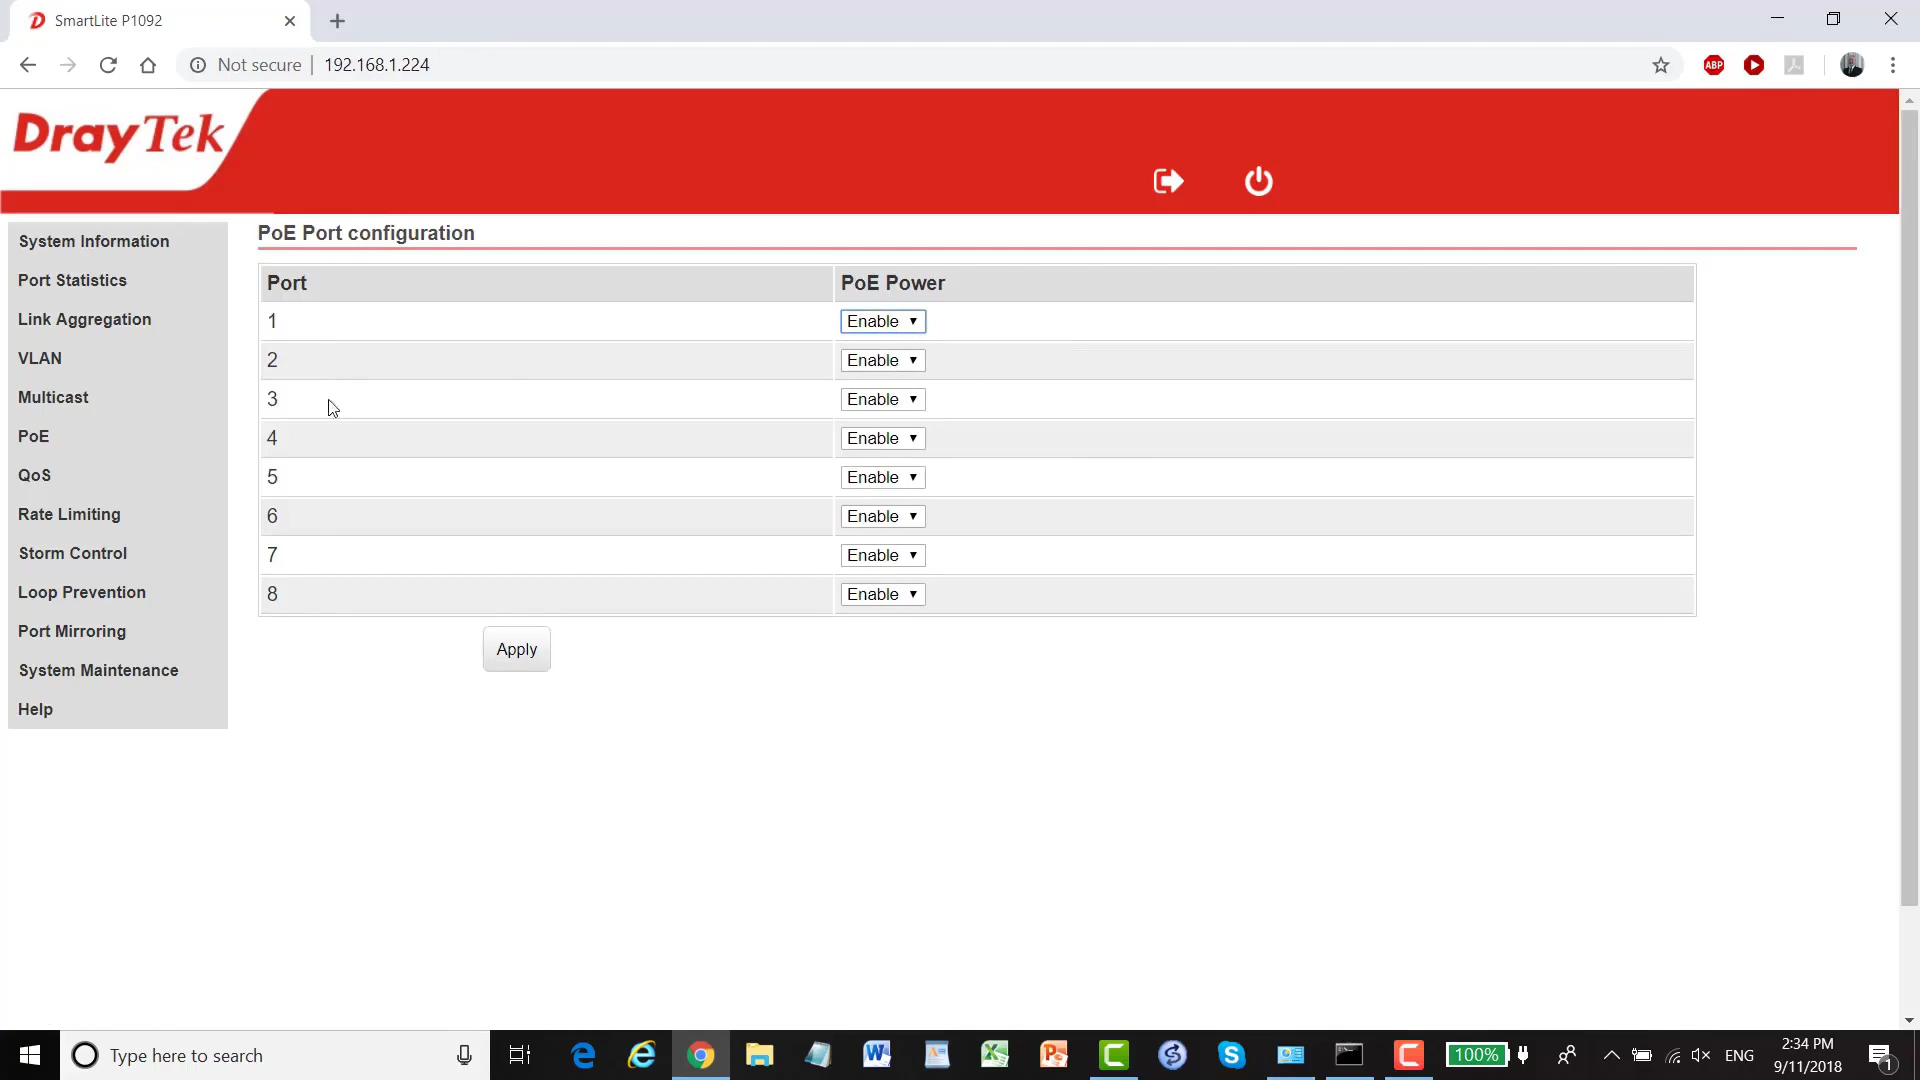 SmartLite P1092
Not secure | 192.168.1.224
ABP
DrayTek
System Information
Port Statistics
Link Aggregation
VLAN
Multicast
PoE
QoS
Rate Limiting
Storm Control
Loop Prevention
Port Mirroring
System Maintenance
Help
PoE Port configuration
Port PoE Power
1 Enable
2 Enable
3 Enable
4 Enable
5 Enable
6 Enable
7 Enable
8 Enable
Apply
Type here to search
100%
ENG
2:34 PM
9/11/2018
1